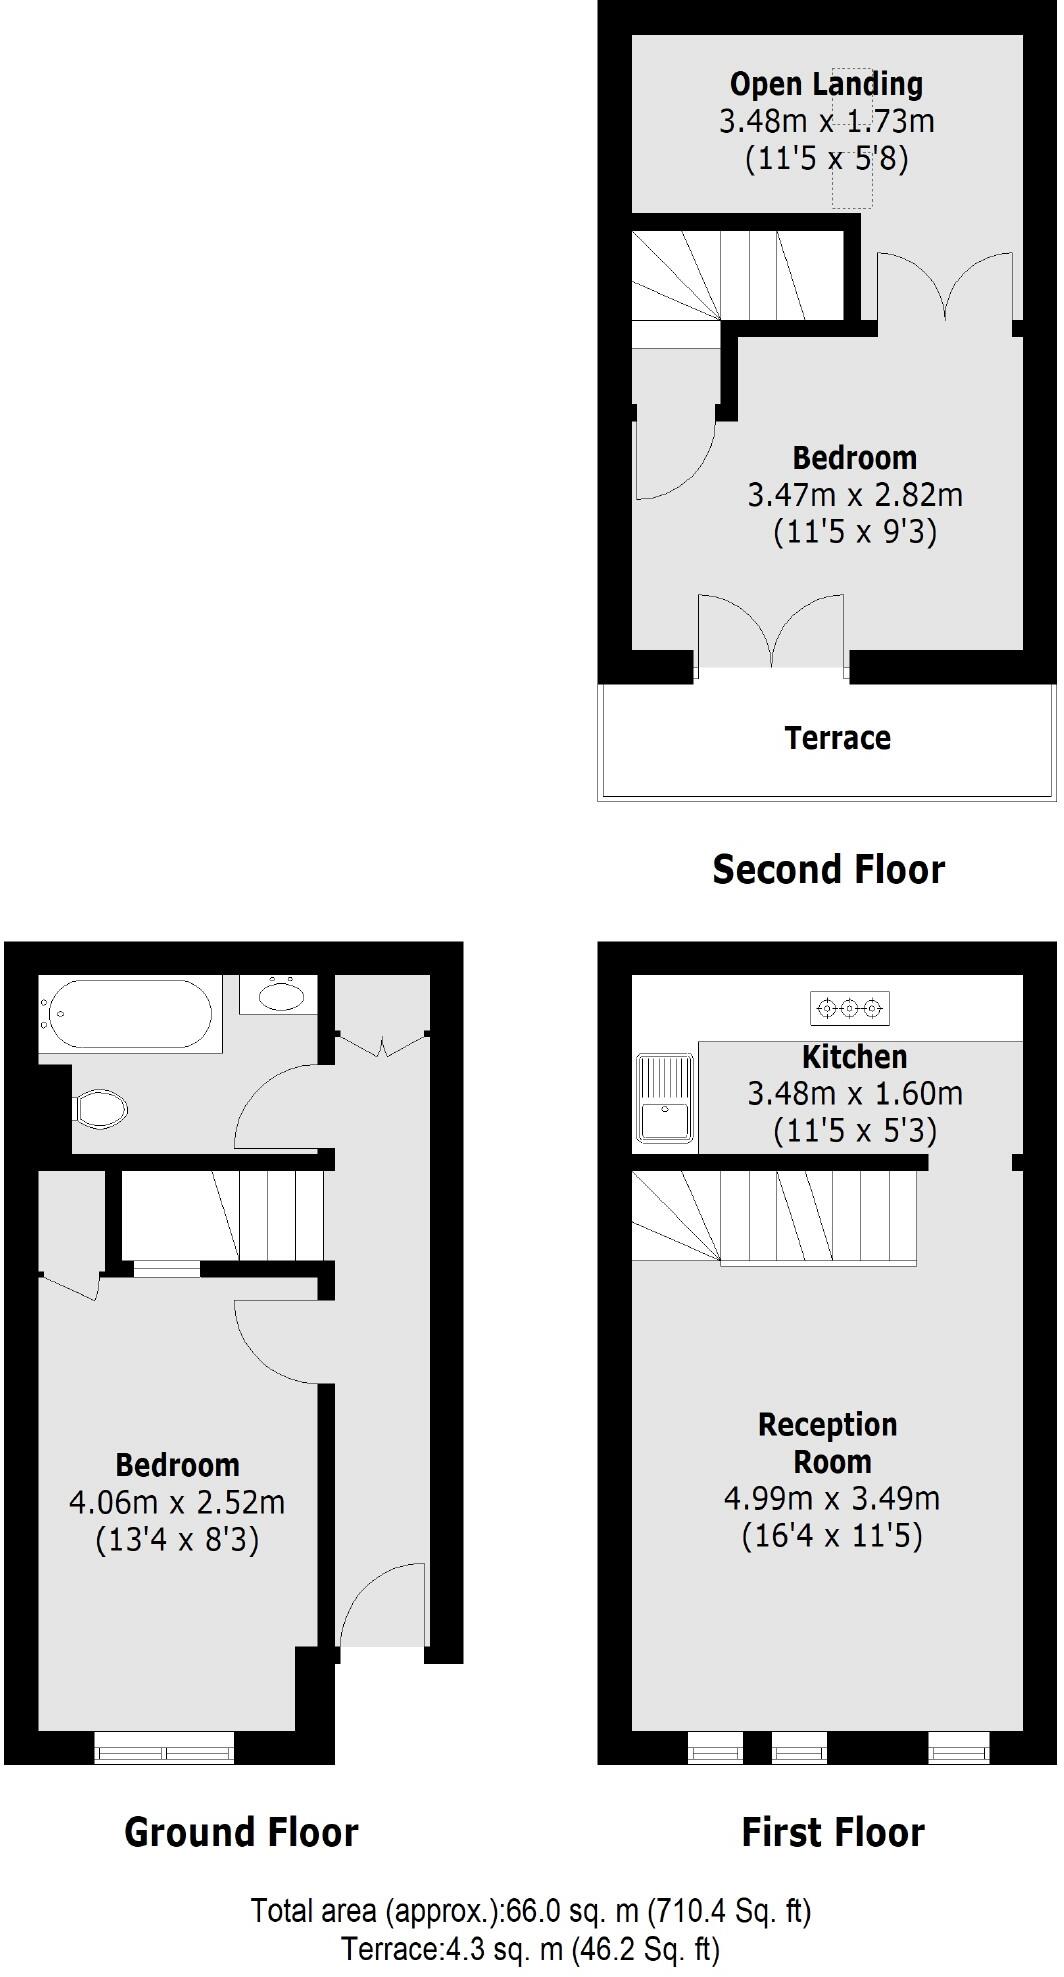 Open Landing
3.48m x 1.73m
(11'5 x 5'8)
Bedroom
3.47m x 2.82m
(11'5 x 9'3)
Terrace
Second Floor
Kitchen
3.48m x 1.60m
(11'5 x 5'3)
Bedroom
4.06m x 2.52m
(13'4 x 8'3)
Reception
Room
4.99m x 3.49m
(16'4 x 11'5)
Ground Floor
First Floor
Total area (approx.):66.0 sq. m (710.4 Sq. ft)
Terrace:4.3 sq. m (46.2 Sq. ft)